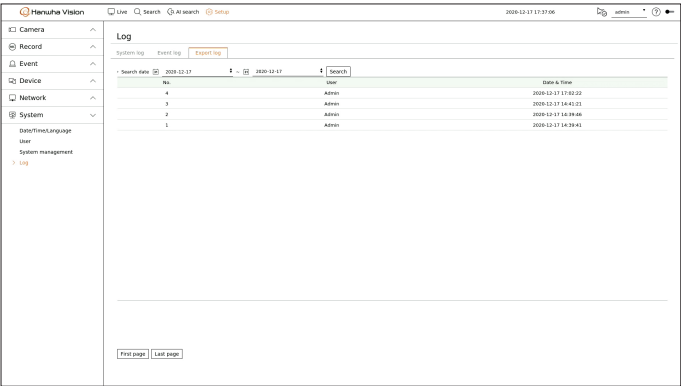 Hanwha Vision
Live Search AI search Setup 2020-12-17 17:37:06 admin
Camera
Record
Event
Device
Network
System
Date/Time/Language
User
System management
Log
Log
System log Event log Export log
Search date 2020-12-17 ~ 2020-12-17 Search
No. User Date & Time
4 Admin 2020-12-17 17:02:22
3 Admin 2020-12-17 14:41:21
2 Admin 2020-12-17 14:39:46
1 Admin 2020-12-17 14:39:41
First page Last page